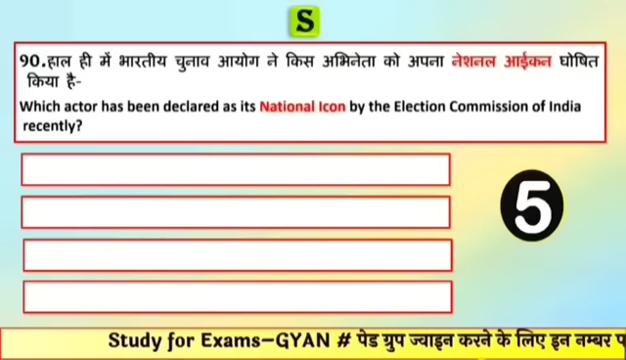 S
90.हाल ही में भारतीय चुनाव आयोग ने किस अभिनेता को अपना नेशनल आईकन घोषित
किया है-
Which actor has been declared as its National Icon by the Election Commission of India
recently?
5
Study for Exams-GYAN # पेड ग्रुप ज्वाइन करने के लिए इन नम्बर